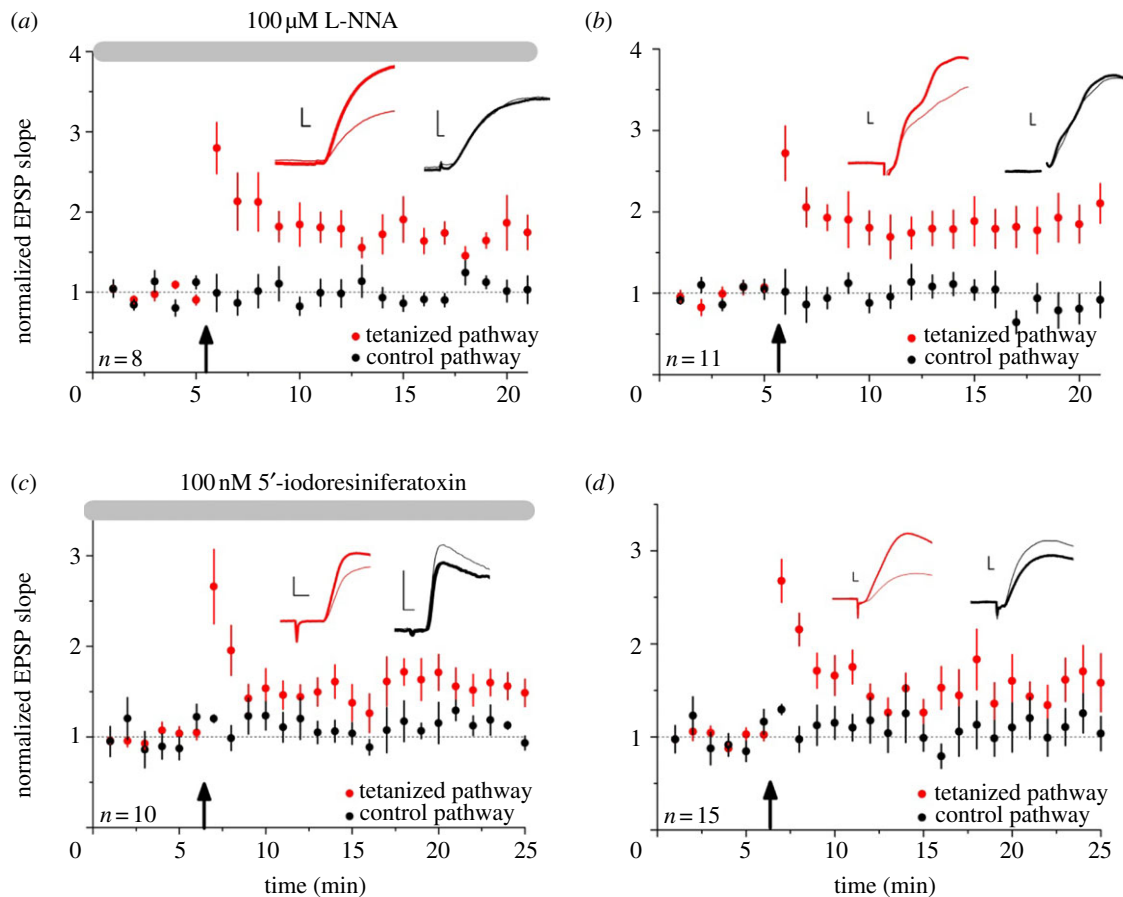 (a)
100 μM L-NNA
4
3
2
1
0
normalized EPSP slope
tetanized pathway
control pathway
n = 8
5
10
15
20
(b)
4
3
2
1
0
tetanized pathway
control pathway
n = 11
5
10
15
20
(c)
100 nM 5′-iodoresiniferatoxin
3
2
1
0
normalized EPSP slope
tetanized pathway
control pathway
n = 10
5
10
15
20
25
time (min)
(d)
3
2
1
0
tetanized pathway
control pathway
n = 15
5
10
15
20
25
time (min)